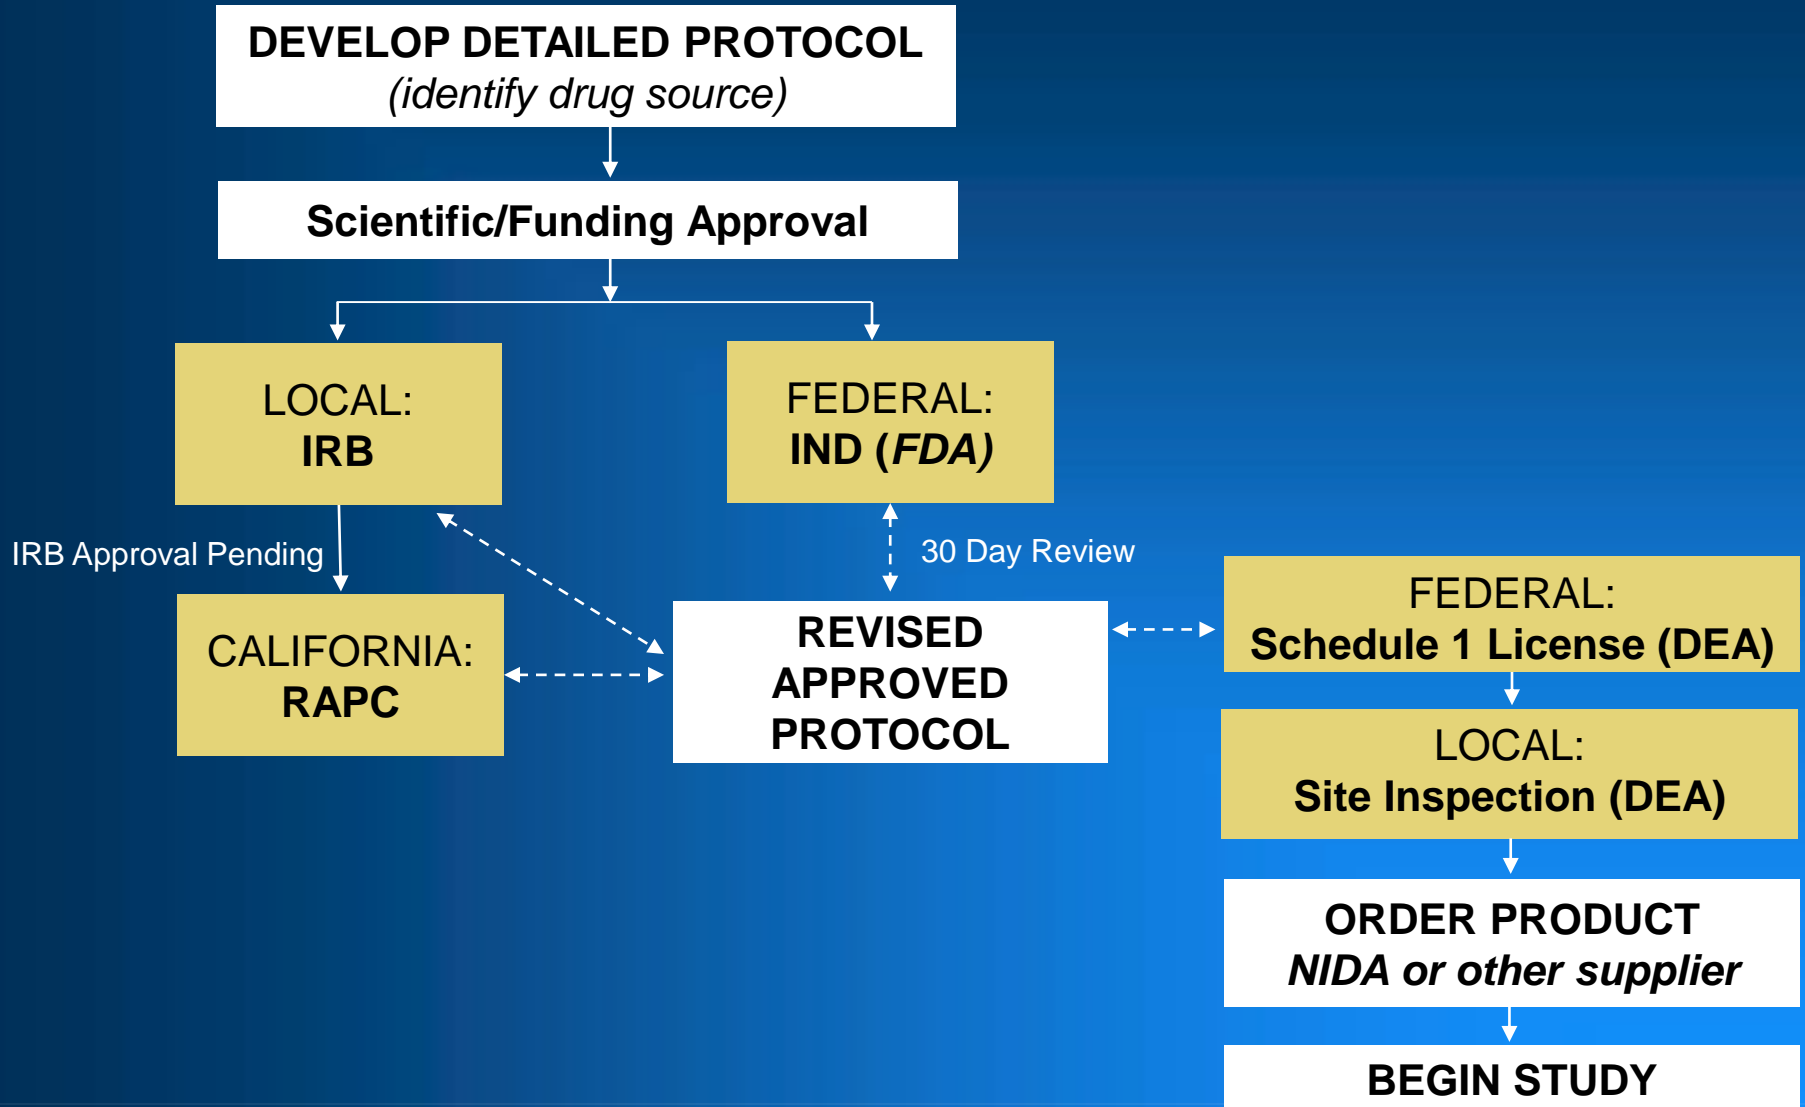 DEVELOP DETAILED PROTOCOL
(identify drug source)
Scientific/Funding Approval
LOCAL:
IRB
FEDERAL:
IND (FDA)
IRB Approval Pending
30 Day Review
CALIFORNIA:
RAPC
REVISED
APPROVED
PROTOCOL
FEDERAL:
Schedule 1 License (DEA)
LOCAL:
Site Inspection (DEA)
ORDER PRODUCT
NIDA or other supplier
BEGIN STUDY